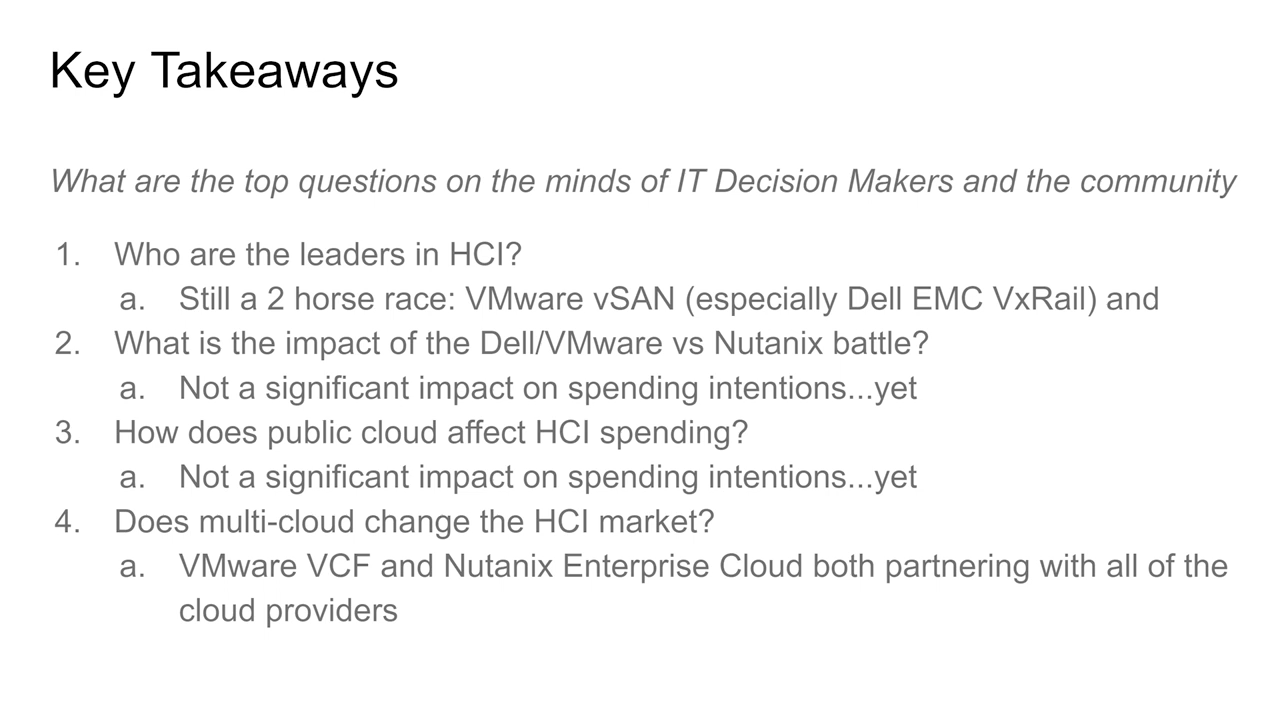 Key Takeaways
What are the top questions on the minds of IT Decision Makers and the community
1. Who are the leaders in HCI?
a. Still a 2 horse race: VMware vSAN (especially Dell EMC VxRail) and
2. What is the impact of the Dell/VMware vs Nutanix battle?
a. Not a significant impact on spending intentions...yet
3. How does public cloud affect HCI spending?
a. Not a significant impact on spending intentions...yet
4. Does multi-cloud change the HCI market?
a. VMware VCF and Nutanix Enterprise Cloud both partnering with all of the
cloud providers